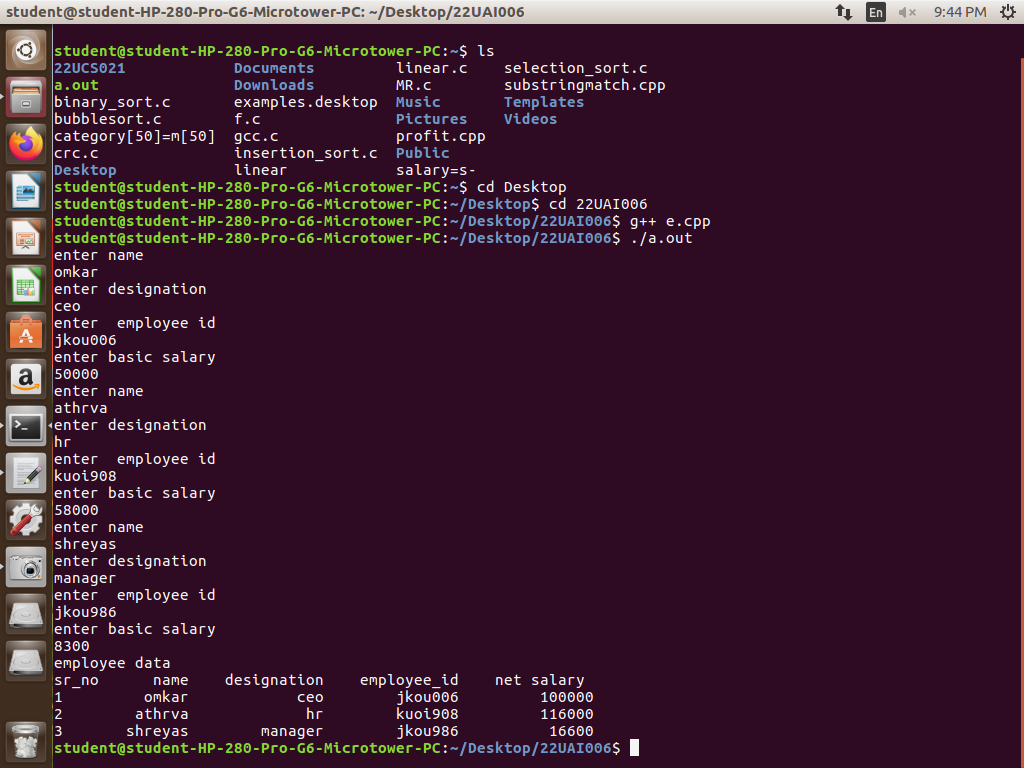 student@student-HP-280-Pro-G6-Microtower-PC: ~/Desktop/22UAI006 En 9:44 PM
student@student-HP-280-Pro-G6-Microtower-PC:~$ ls
22UCS021 Documents linear.c selection_sort.c
a.out Downloads MR.c substringmatch.cpp
binary_sort.c examples.desktop Music Templates
bubblesort.c f.c Pictures Videos
category[50]=m[50] gcc.c profit.cpp
crc.c insertion_sort.c Public
Desktop linear salary=s-
student@student-HP-280-Pro-G6-Microtower-PC:~$ cd Desktop
student@student-HP-280-Pro-G6-Microtower-PC:~/Desktop$ cd 22UAI006
student@student-HP-280-Pro-G6-Microtower-PC:~/Desktop/22UAI006$ g++ e.cpp
student@student-HP-280-Pro-G6-Microtower-PC:~/Desktop/22UAI006$ ./a.out
enter name
omkar
enter designation
ceo
enter  employee id
jkou006
enter basic salary
50000
enter name
athrva
enter designation
hr
enter  employee id
kuoi908
enter basic salary
58000
enter name
shreyas
enter designation
manager
enter  employee id
jkou986
enter basic salary
8300
employee data
sr_no name designation employee_id net salary
1 omkar ceo jkou006 100000
2 athrva hr kuoi908 116000
3 shreyas manager jkou986 16600
student@student-HP-280-Pro-G6-Microtower-PC:~/Desktop/22UAI006$